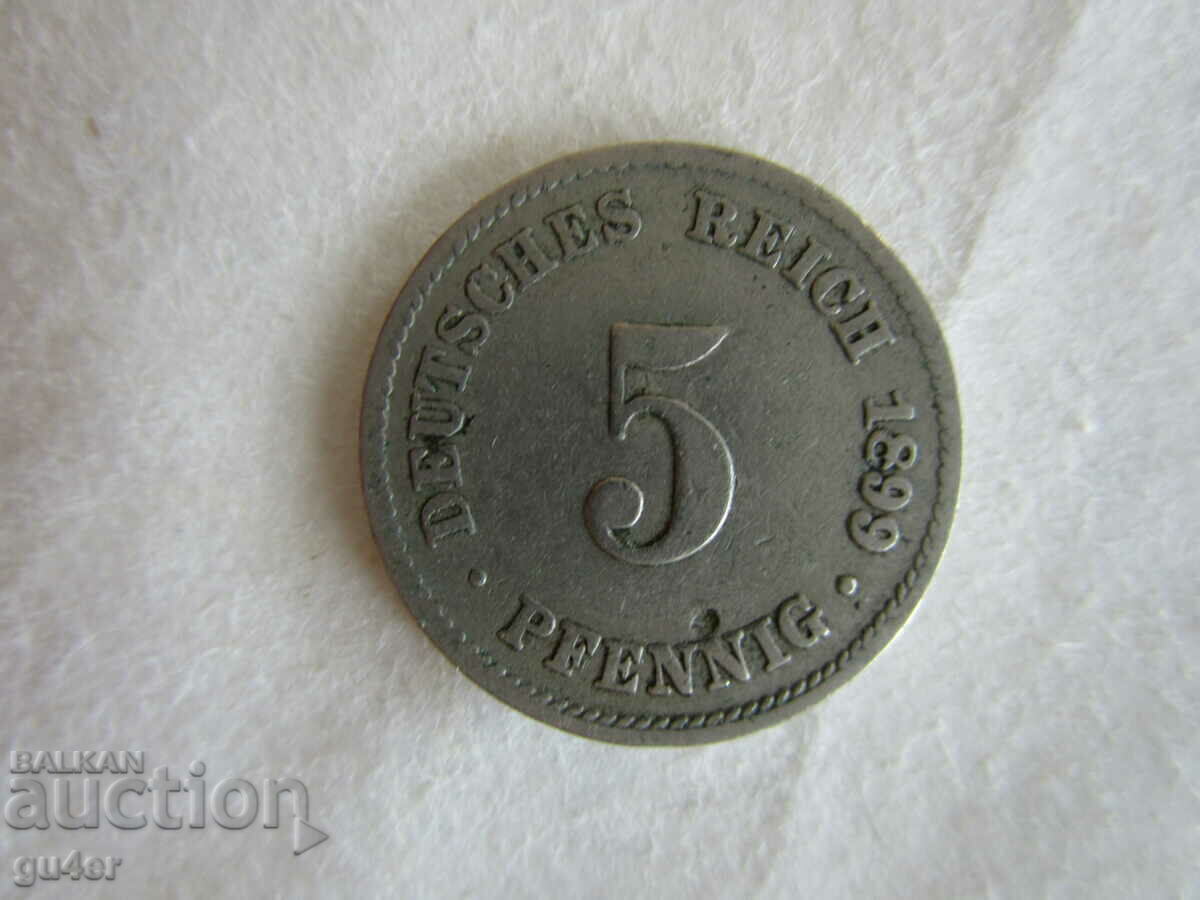 DEUTSCHES REICH 1899
5
• PFENNIG •
BALKAN
auction
gu4er